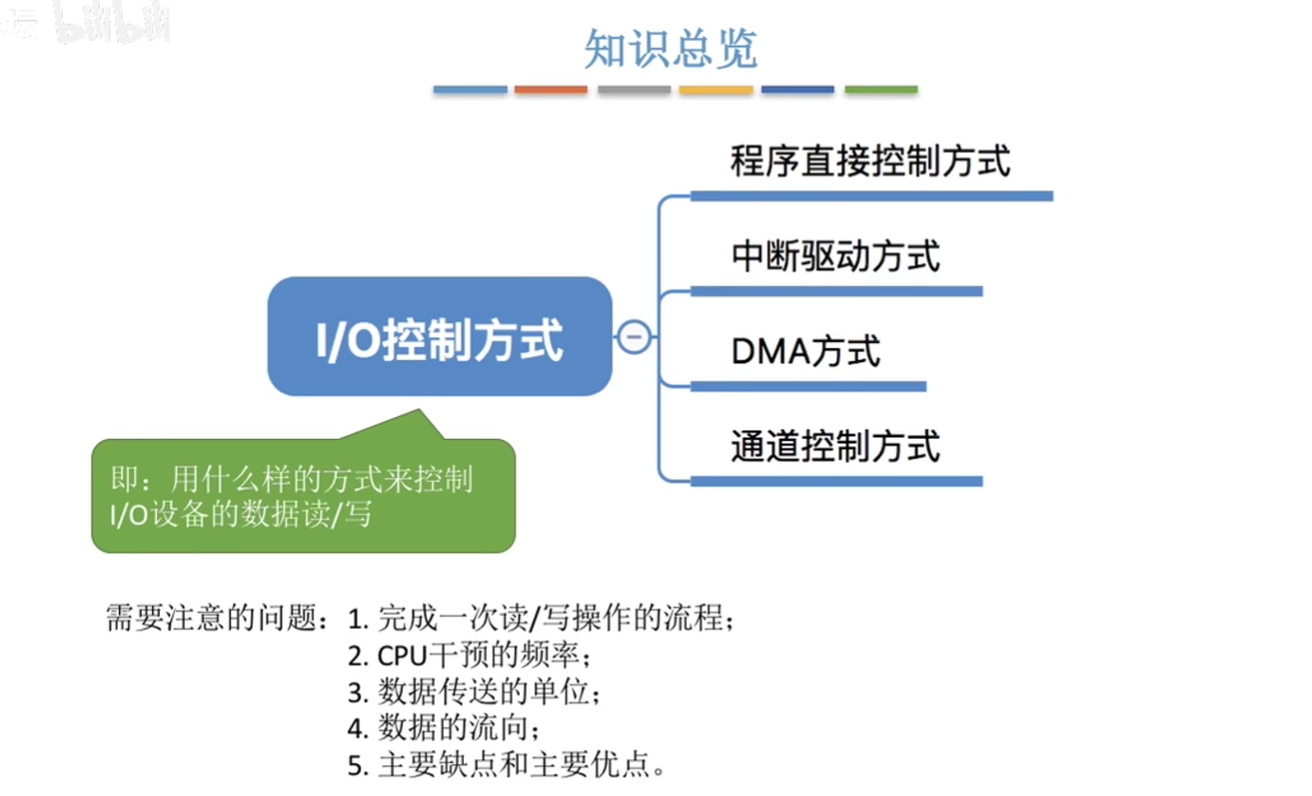 坛 bilibili
知识总览
程序直接控制方式
中断驱动方式
I/O控制方式
DMA方式
通道控制方式
即：用什么样的方式来控制
I/O设备的数据读/写
需要注意的问题：1. 完成一次读/写操作的流程；
2. CPU干预的频率；
3. 数据传送的单位；
4. 数据的流向；
5. 主要缺点和主要优点。